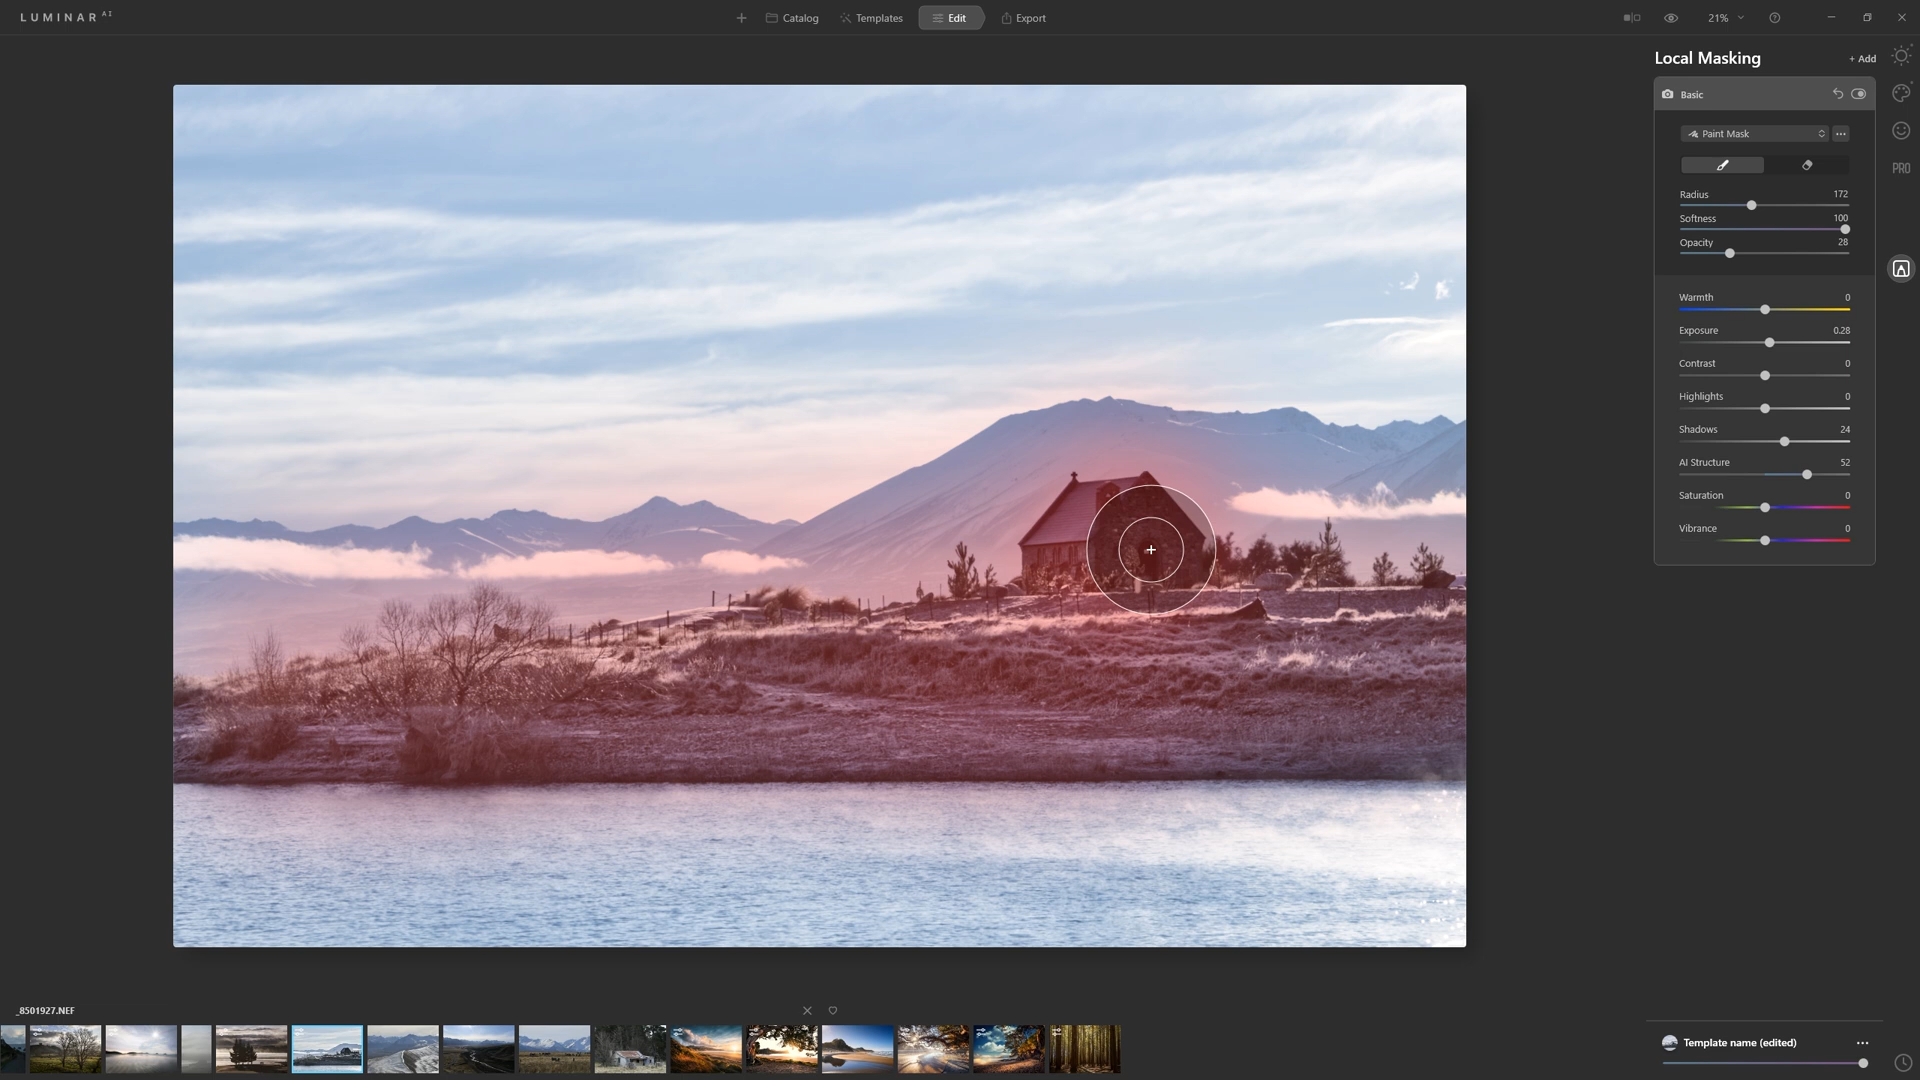 LUMINAR AI
Catalog
Templates
Edit
Export
21%
Local Masking
+ Add
Basic
Paint Mask
Radius 172
Softness 100
Opacity 28
Warmth 0
Exposure 0.28
Contrast 0
Highlights 0
Shadows 24
AI Structure 52
Saturation 0
Vibrance 0
PRO
_8501927.NEF
Template name (edited)